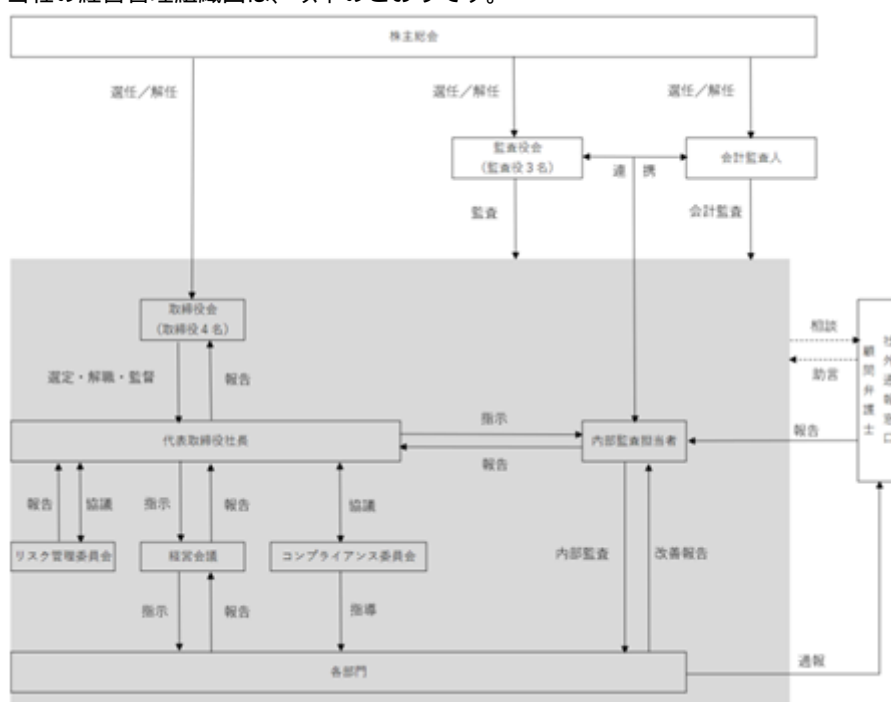 当社の経営管理組織図は、以下のとおりです。
株主総会
選任／解任
選任／解任
選任／解任
監査役会
(監査役3名)
連携
会計監査人
監査
会計監査
取締役会
(取締役4名)
選定・解職・監督
報告
相談
助言
顧問弁護士
社外通報窓口
代表取締役社長
指示
報告
内部監査担当者
報告
報告
協議
指示
報告
協議
リスク管理委員会
経営会議
コンプライアンス委員会
内部監査
改善報告
指示
報告
指導
各部門
通報